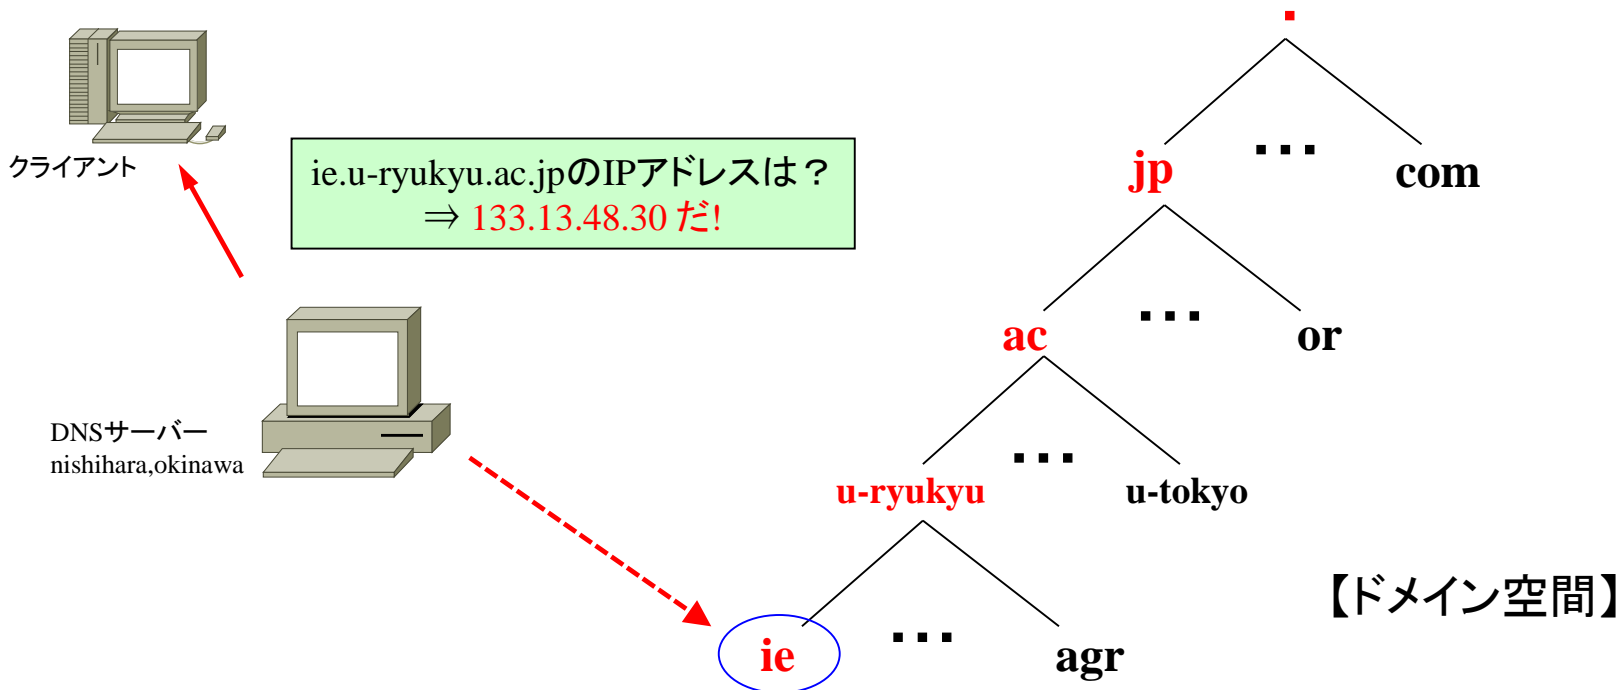 .
クライアント
ie.u-ryukyu.ac.jpのIPアドレスは？
⇒ 133.13.48.30 だ!
jp
…
com
ac
…
or
DNSサーバー
nishihara,okinawa
u-ryukyu
…
u-tokyo
【ドメイン空間】
ie
…
agr